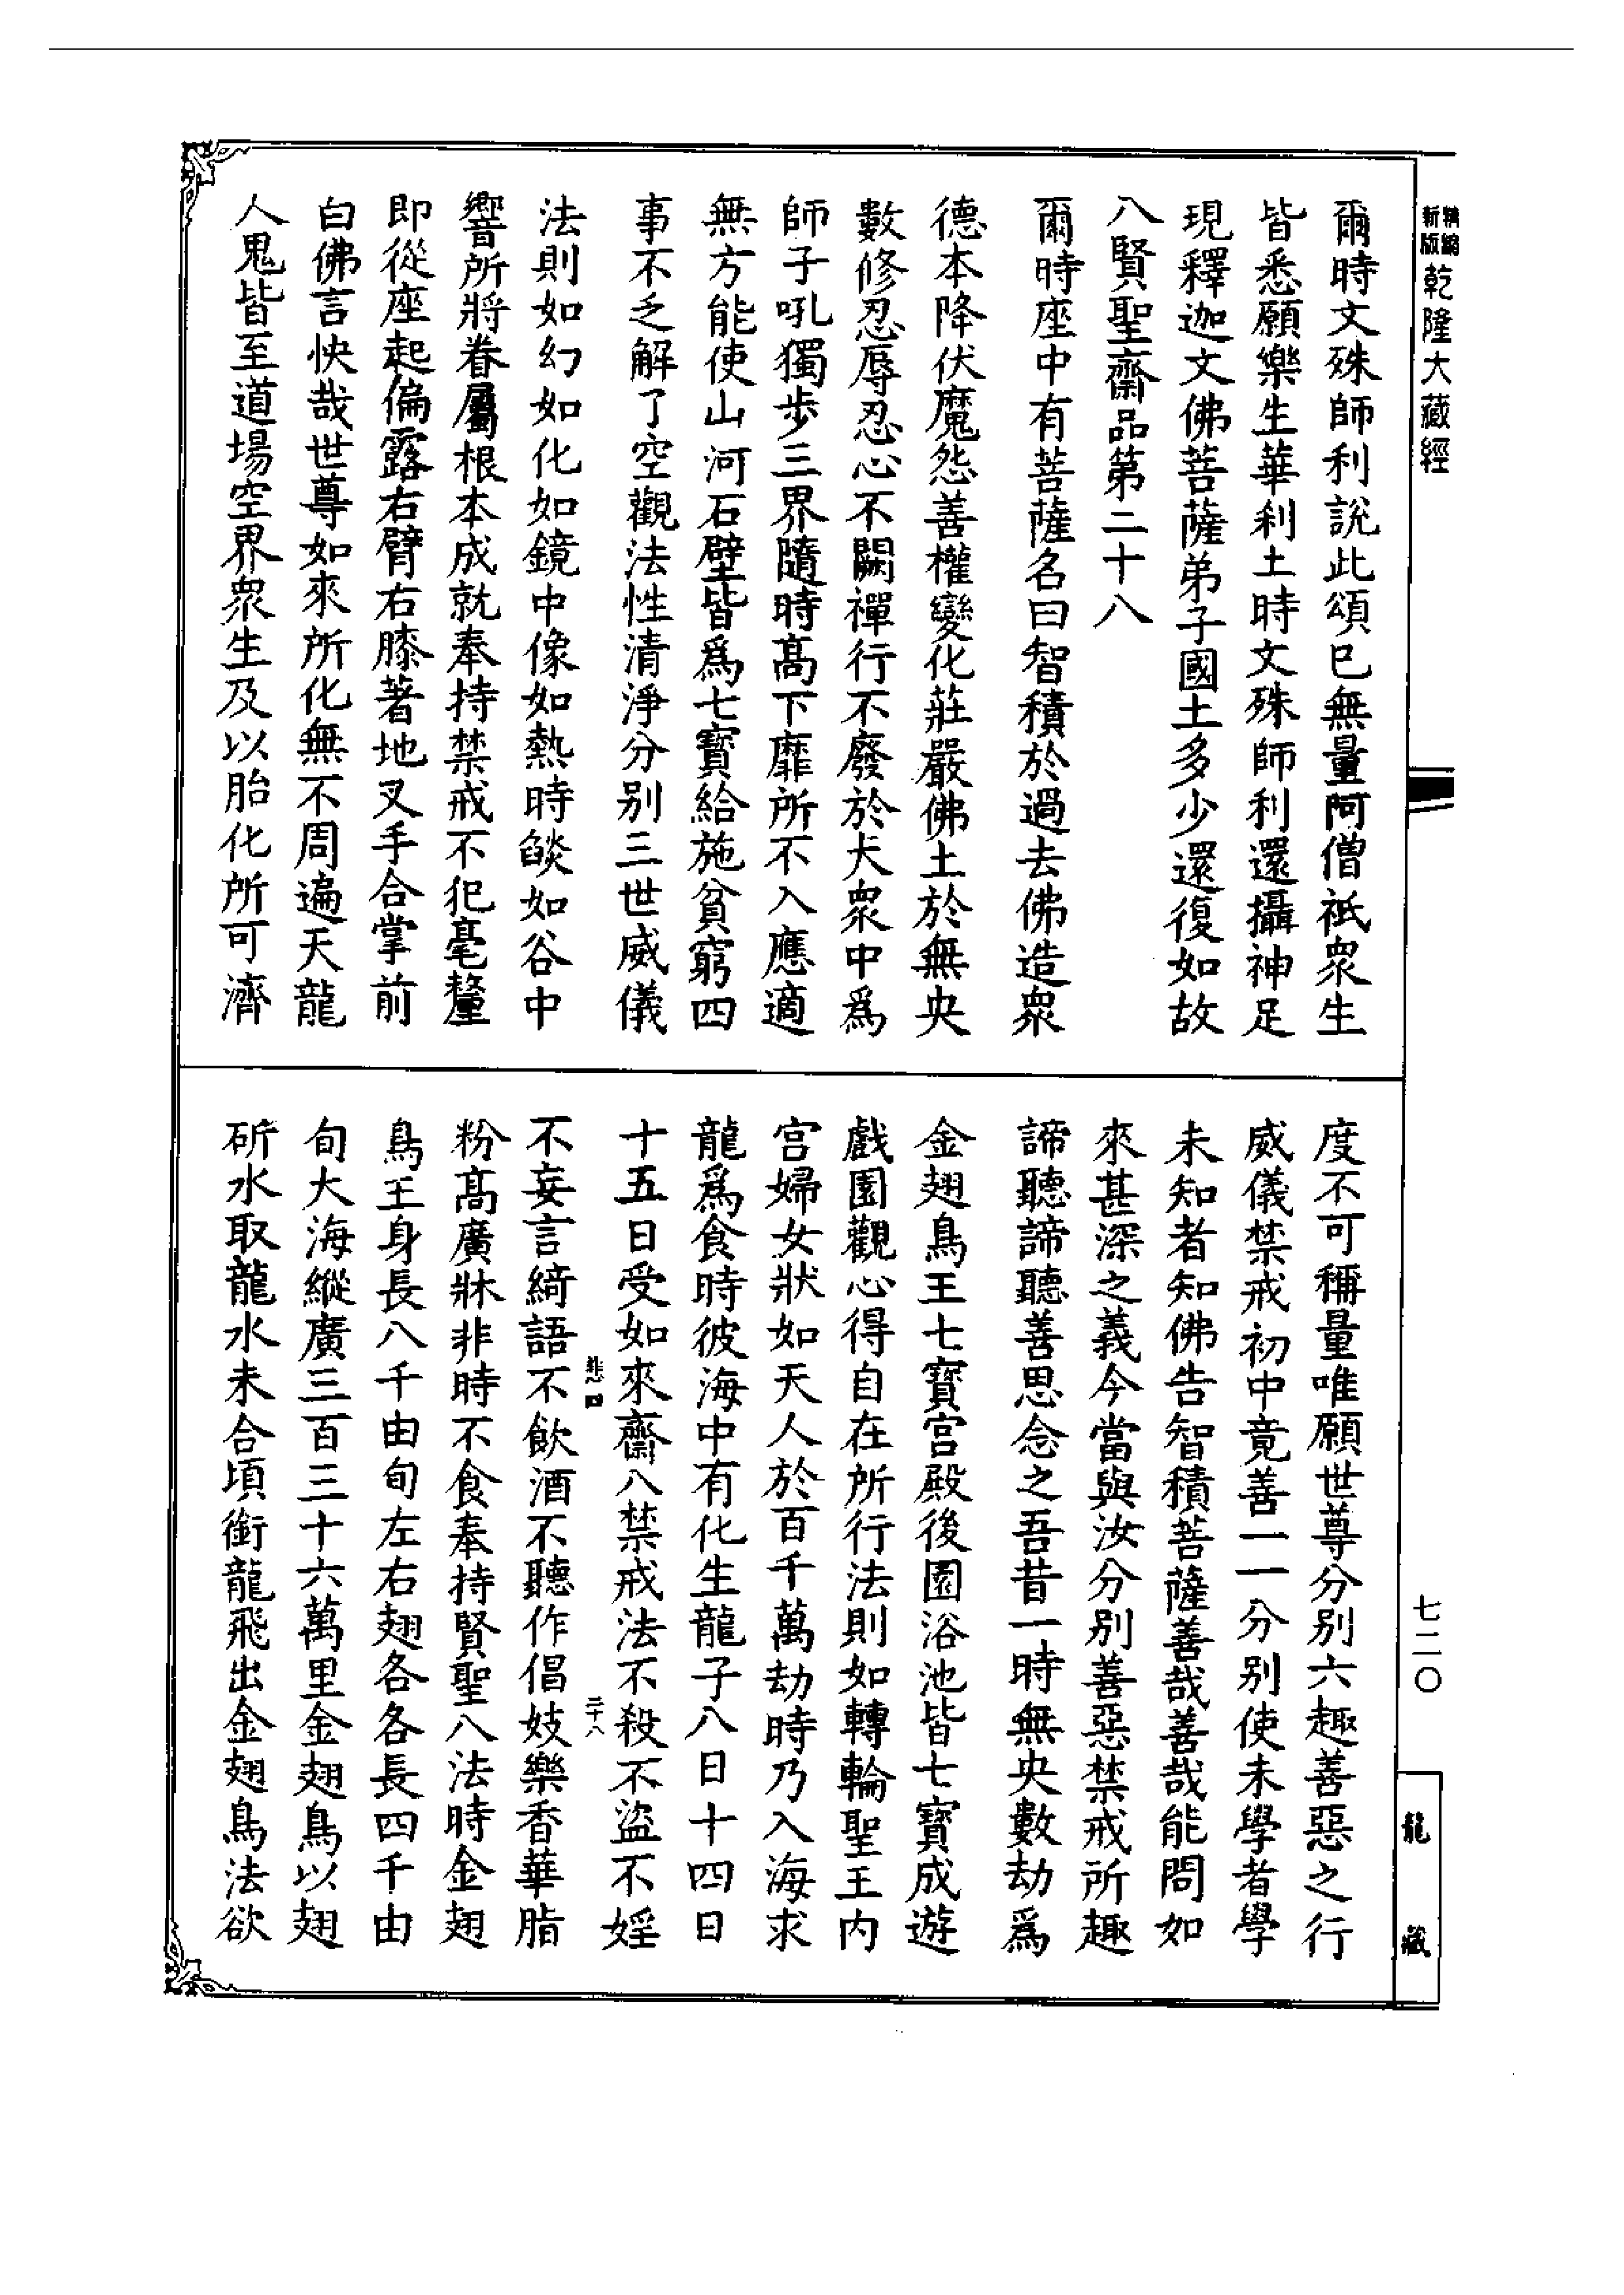 精編
新版
乾隆大藏經
爾時文殊師利說此頌已無量阿僧祇眾生
皆悉願樂生華利土時文殊師利還攝神足
現釋迦文佛菩薩弟子國土多少還復如故
八賢聖齋品第二十八
爾時座中有菩薩名曰智積於過去佛造眾
德本降伏魔怨善權變化莊嚴佛土於無央
數修忍辱忍心不闕禪行不廢於大眾中為
師子吼獨步三界隨時高下靡所不入應適
無方能使山河石壁皆為七寶給施貧窮四
事不乏解了空觀法性清淨分別三世威儀
法則如幻如化如鏡中像如熱時燄如谷中
響所將眷屬根本成就奉持禁戒不犯毫釐
即從座起偏露右臂右膝著地叉手合掌前
白佛言快哉世尊如來所化無不周遍天龍
人鬼皆至道場空界眾生及以胎化所可濟
度不可稱量唯願世尊分別六趣善惡之行
威儀禁戒初中竟善一一分別使未學者學
未知者知佛告智積菩薩善哉善哉能問如
來甚深之義今當與汝分別善惡禁戒所趣
諦聽諦聽善思念之吾昔一時無央數劫為
金翅鳥王七寶宮殿後園浴池皆七寶成遊
戲園觀心得自在所行法則如轉輪聖王內
宮婦女狀如天人於百千萬劫時乃入海求
龍為食時彼海中有化生龍子八日十四日
十五日受如來齋八禁戒法不殺不盜不婬
不妄言綺語不飲酒不聽作倡妓樂香華脂
粉高廣牀非時不食奉持賢聖八法時金翅
鳥王身長八千由旬左右翅各各長四千由
旬大海縱廣三百三十六萬里金翅鳥以翅
斫水取龍水未合頃銜龍飛出金翅鳥法欲
二十八
七二〇
龍藏